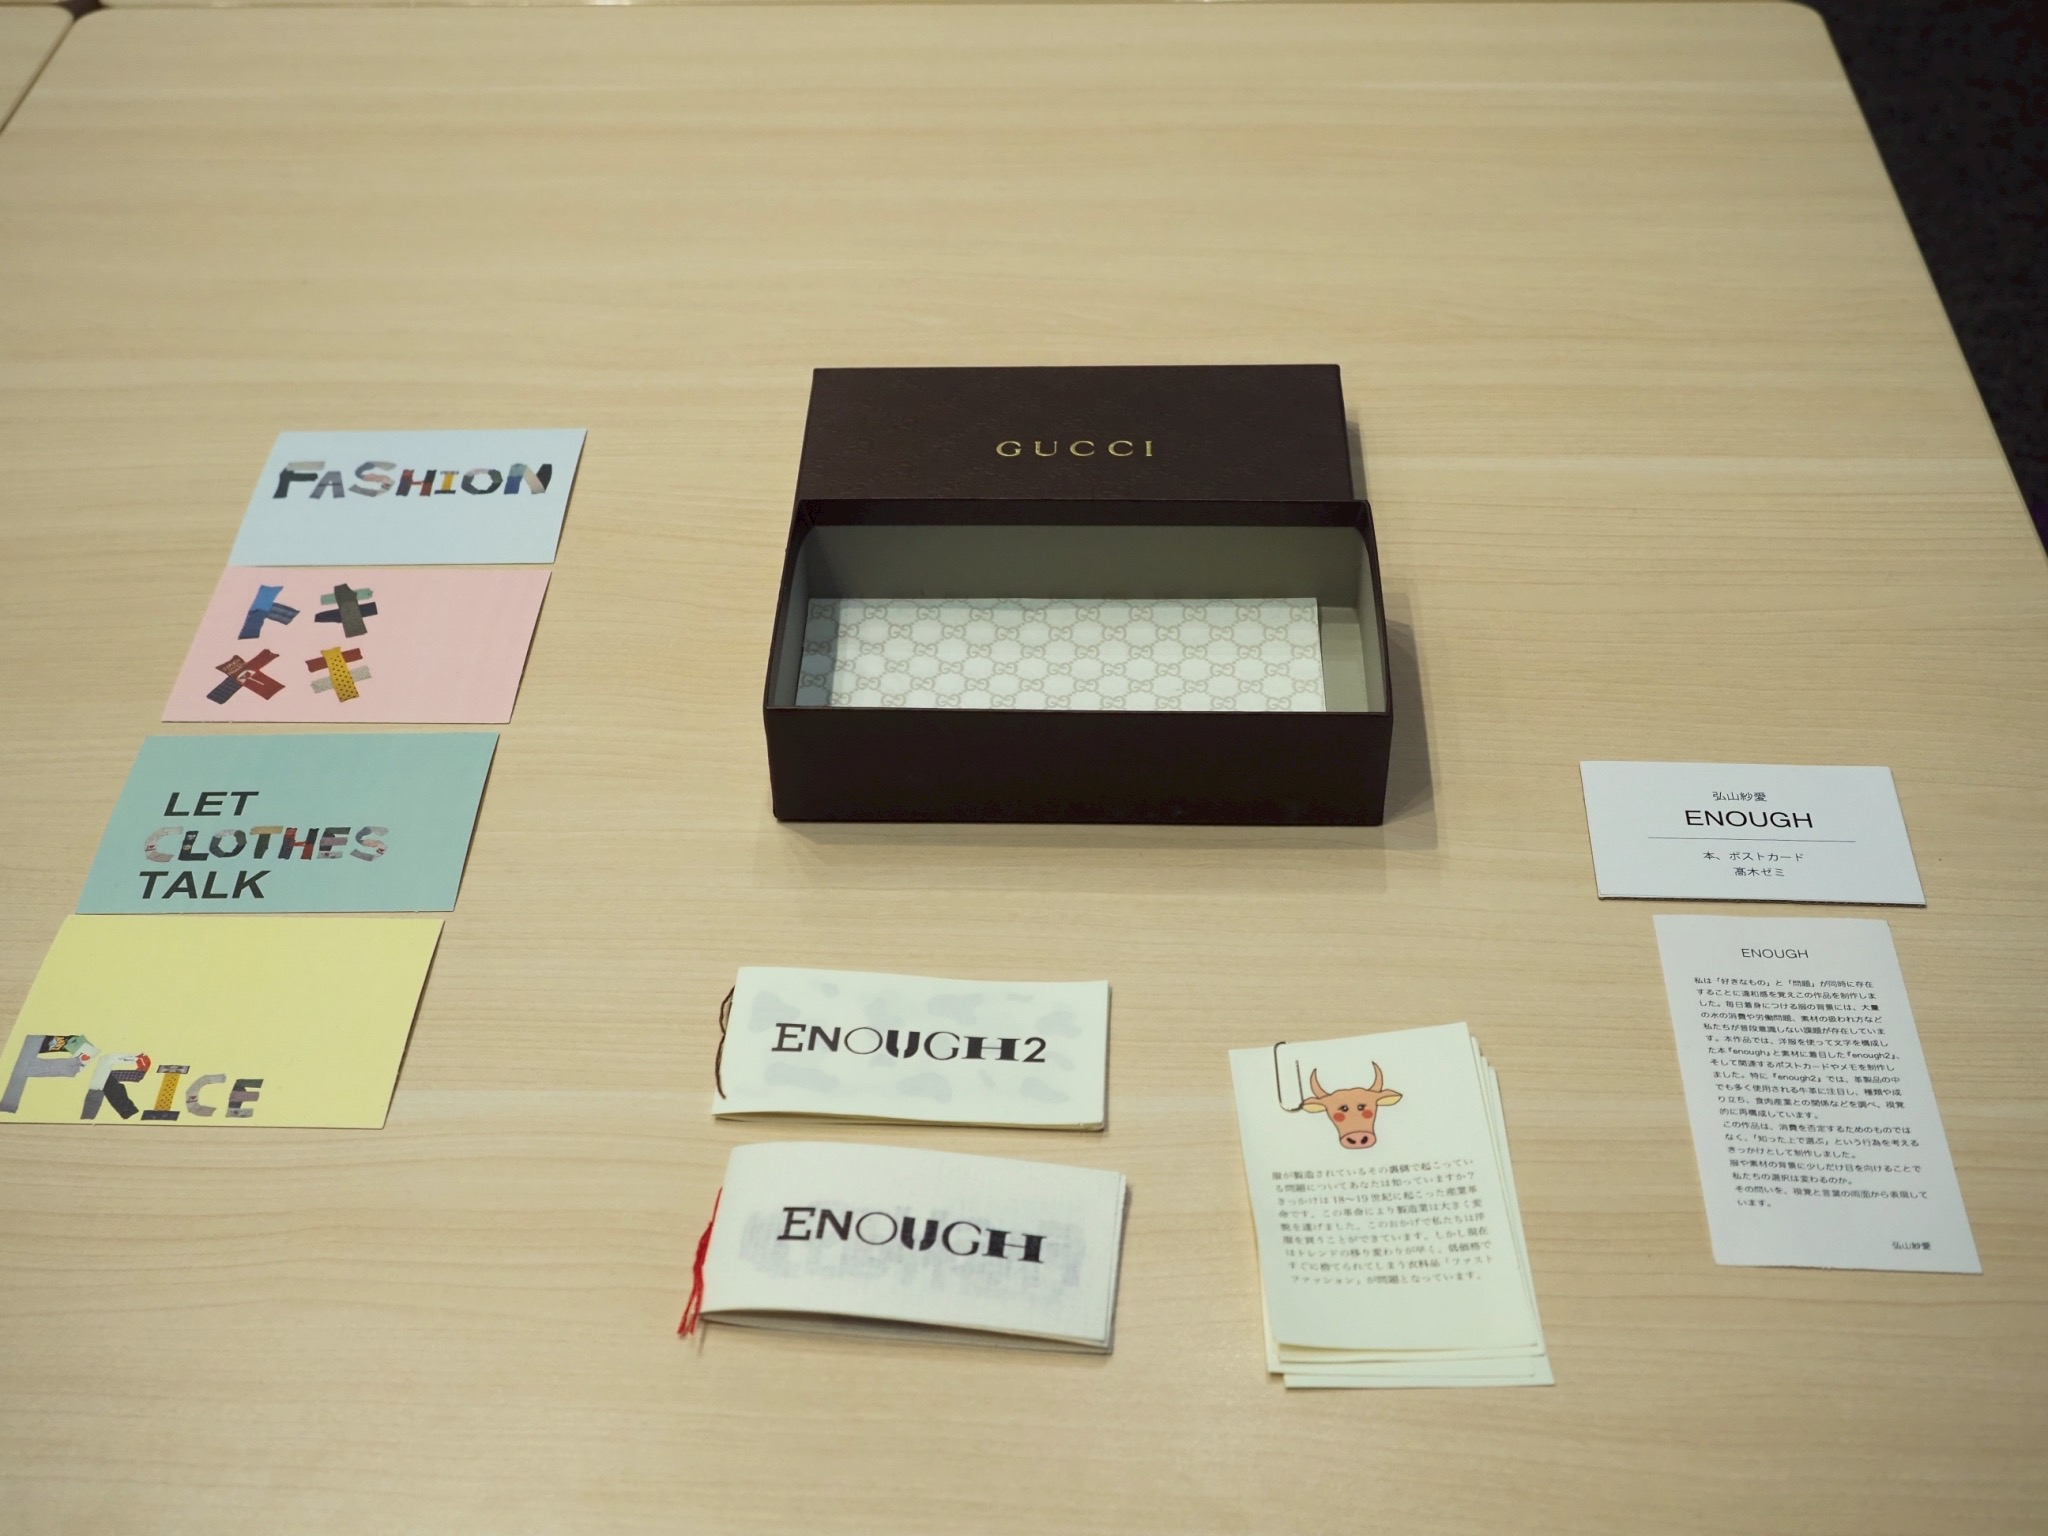 GUCCI
FASHION
トキ
メキ
LET
CLOTHES
TALK
PRICE
ENOUGH2
ENOUGH
服が製造されているその裏側で起こってい
る問題についてあなたは知っていますか？
きっかけは18〜19世紀に起こった産業革
命です。この革命により製造業は大きく変
貌を遂げました。このおかげで私たちは洋
服を買うことができています。しかし現在
はトレンドの移り変わりが早く、低価格で
すぐに捨てられてしまう衣料品「ファスト
ファッション」が問題となっています。
弘山紗愛
ENOUGH
本、ポストカード
髙木ゼミ
ENOUGH
私は「好きなもの」と「問題」が同時に存在
することに違和感を覚えこの作品を制作しま
した。毎日着身につける服の背景には、大量
の水の消費や労働問題、素材の扱われ方など
私たちが普段意識しない課題が存在していま
す。本作品では、洋服を使って文字を構成し
た本『enough』と素材に着目した『enough2』、
そして関連するポストカードやメモを制作し
ました。特に『enough2』では、革製品の中
でも多く使用される牛革に注目し、種類や成
り立ち、食肉産業との関係などを調べ、視覚
的に再構成しています。
この作品は、消費を否定するためのものでは
なく、「知った上で選ぶ」という行為を考える
きっかけとして制作しました。
服や素材の背景に少しだけ目を向けることで
私たちの選択は変わるのか。
その問いを、視覚と言葉の両面から表現して
います。
弘山紗愛